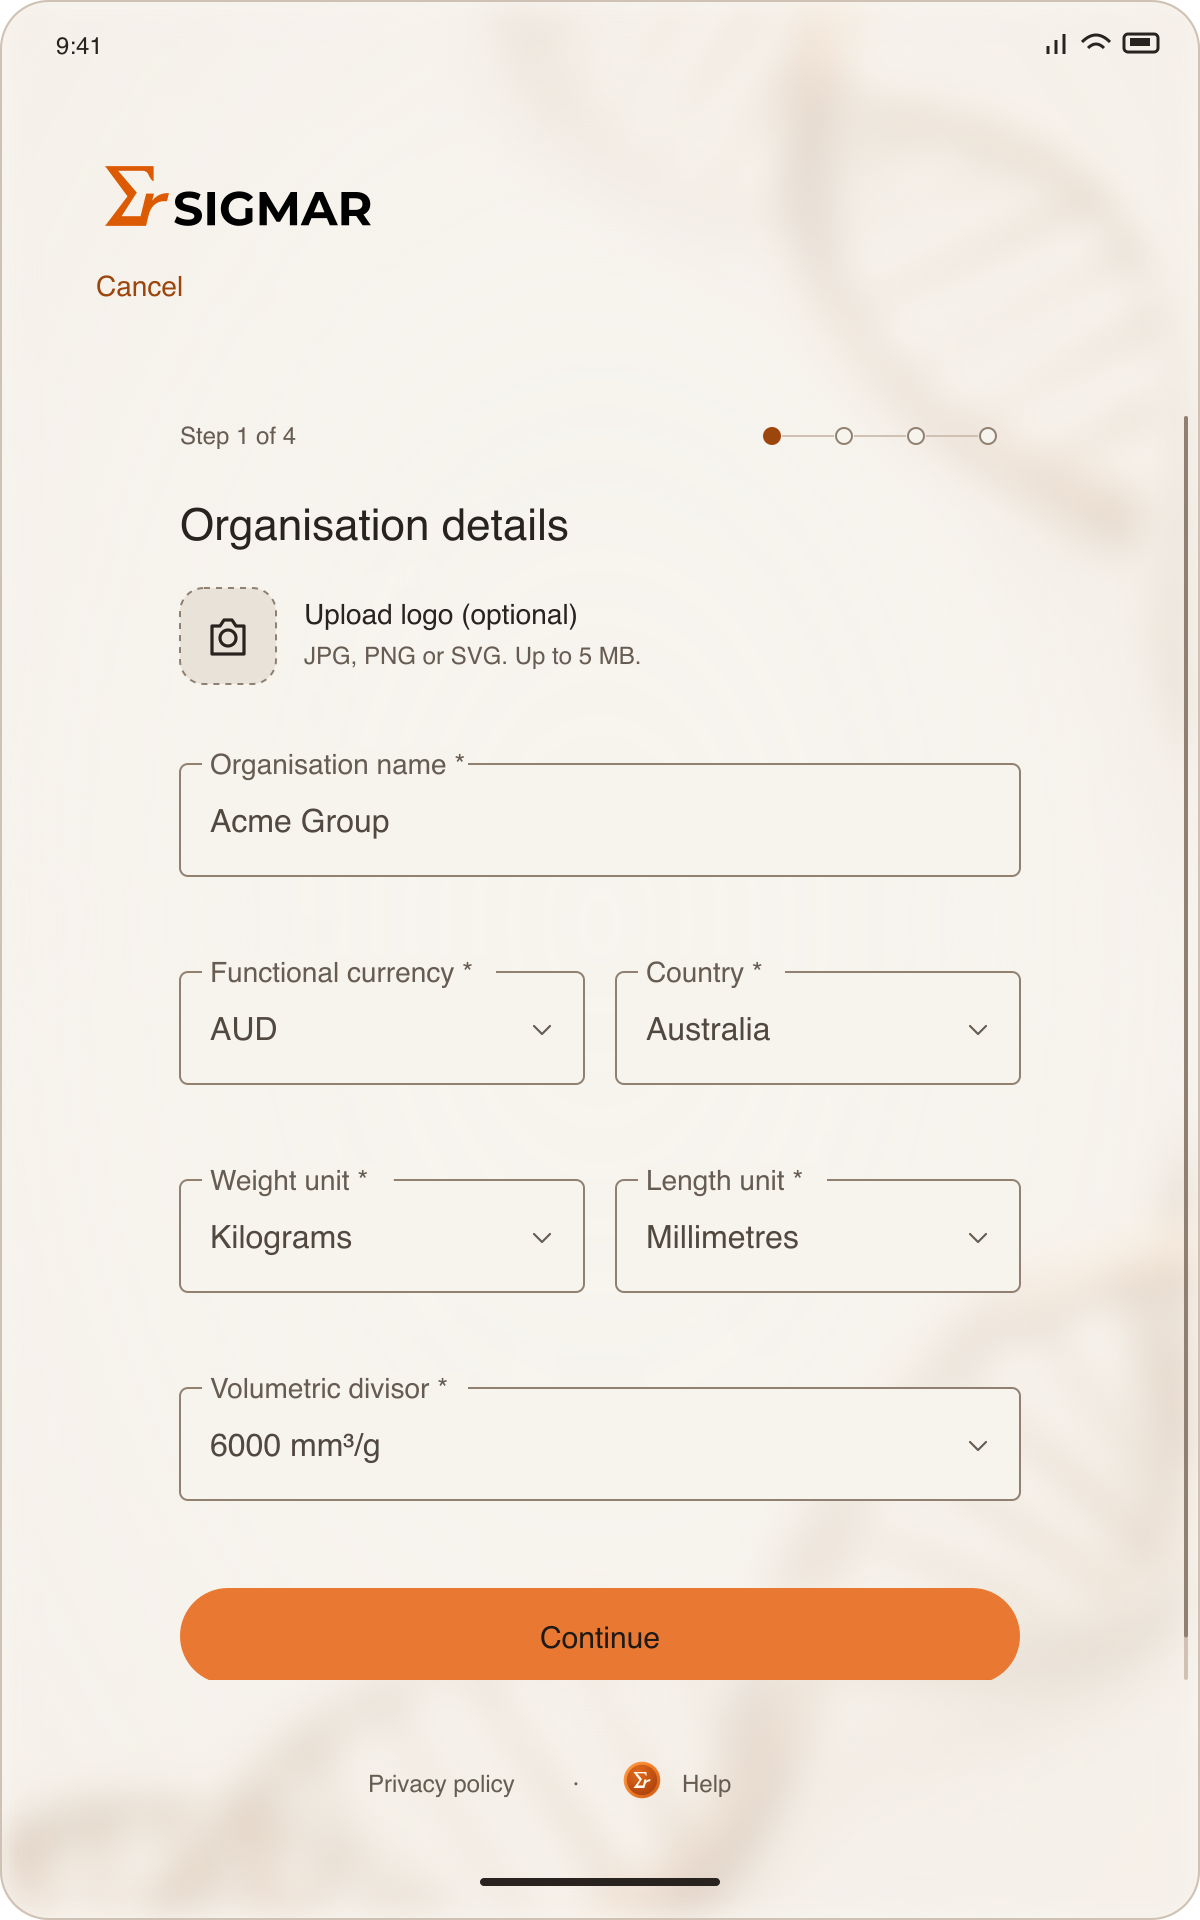 9:41
Σr SIGMAR
Cancel
Step 1 of 4
Organisation details
Upload logo (optional)
JPG, PNG or SVG. Up to 5 MB.
Organisation name *
Acme Group
Functional currency *
AUD
Country *
Australia
Weight unit *
Kilograms
Length unit *
Millimetres
Volumetric divisor *
6000 mm³/g
Continue
Privacy policy · Σr Help